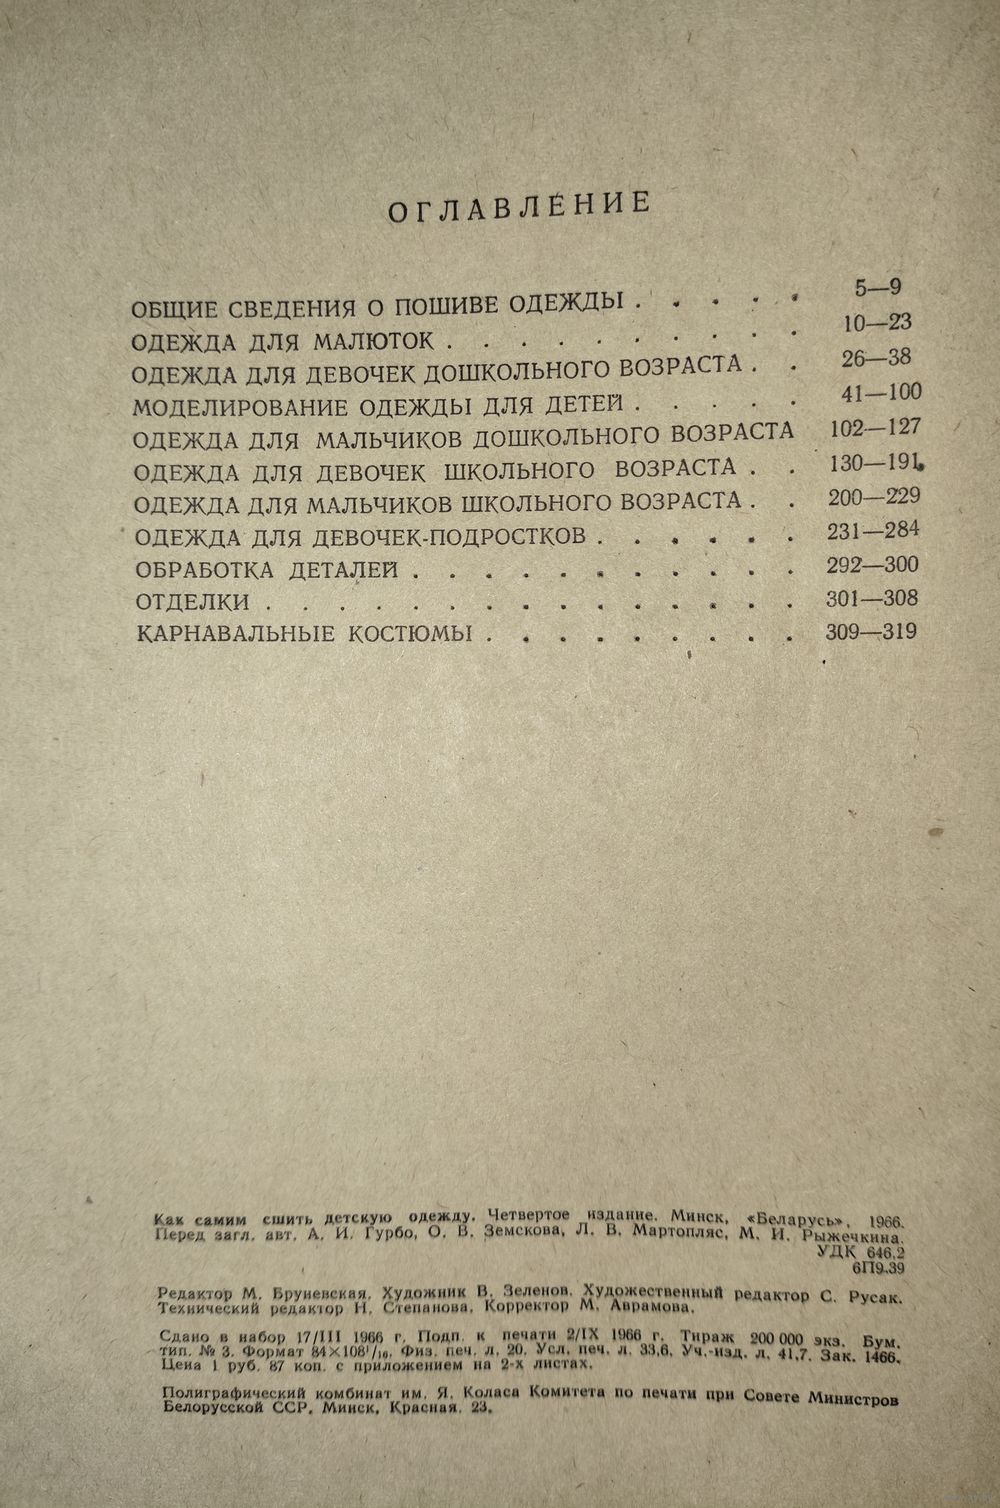 ОГЛАВЛЕНИЕ
ОБЩИЕ СВЕДЕНИЯ О ПОШИВЕ ОДЕЖДЫ . . . . . 5—9
ОДЕЖДА ДЛЯ МАЛЮТОК . . . . . . . . . . 10—23
ОДЕЖДА ДЛЯ ДЕВОЧЕК ДОШКОЛЬНОГО ВОЗРАСТА . . 26—38
МОДЕЛИРОВАНИЕ ОДЕЖДЫ ДЛЯ ДЕТЕЙ . . . . . 41—100
ОДЕЖДА ДЛЯ МАЛЬЧИКОВ ДОШКОЛЬНОГО ВОЗРАСТА 102—127
ОДЕЖДА ДЛЯ ДЕВОЧЕК ШКОЛЬНОГО ВОЗРАСТА . . 130—191
ОДЕЖДА ДЛЯ МАЛЬЧИКОВ ШКОЛЬНОГО ВОЗРАСТА . . 200—229
ОДЕЖДА ДЛЯ ДЕВОЧЕК-ПОДРОСТКОВ . . . . . . 231—284
ОБРАБОТКА ДЕТАЛЕЙ . . . . . . . . . . . 292—300
ОТДЕЛКИ . . . . . . . . . . . . . . . 301—308
КАРНАВАЛЬНЫЕ КОСТЮМЫ . . . . . . . . . 309—319
Как самим сшить детскую одежду. Четвертое издание. Минск, «Беларусь», 1966.
Перед загл. авт. А. И. Гурбо, О. В. Земскова, Л. В. Мартопляс, М. И. Рыжечкина.
УДК 646.2
6П9.39
Редактор М. Бруневская. Художник В. Зеленов. Художественный редактор С. Русак.
Технический редактор Н. Степанова. Корректор М. Аврамова.
Сдано в набор 17/III 1966 г. Подп. к печати 2/IX 1966 г. Тираж 200 000 экз. Бум.
тип. № 3. Формат 84×108¹/₁₆. Физ. печ. л. 20. Усл. печ. л. 33,6. Уч.-изд. л. 41,7. Зак. 1466.
Цена 1 руб. 87 коп. с приложением на 2-х листах.
Полиграфический комбинат им. Я. Коласа Комитета по печати при Совете Министров
Белорусской ССР. Минск, Красная, 23.